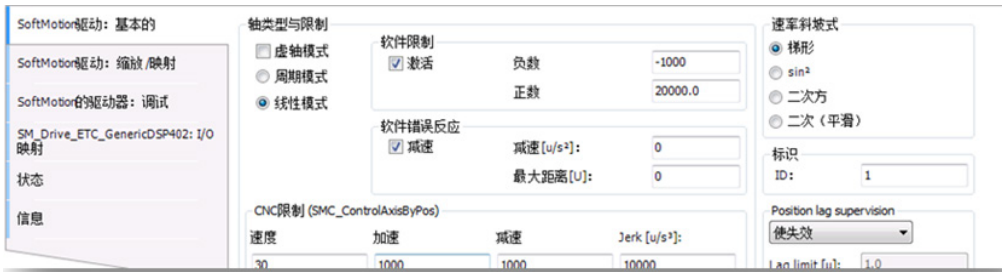 SoftMotion驱动：基本的
SoftMotion驱动：缩放/映射
SoftMotion的驱动器：调试
SM_Drive_ETC_GenericDSP402: I/O
映射
状态
信息
轴类型与限制
虚轴模式
周期模式
线性模式
软件限制
激活
负数
-1000
正数
20000.0
软件错误反应
减速
减速[u/s²]:
0
最大距离[U]:
0
CNC限制 (SMC_ControlAxisByPos)
速度
加速
减速
Jerk [u/s³]:
30
1000
1000
10000
速率斜坡式
梯形
sin²
二次方
二次（平滑）
标识
ID:
1
Position lag supervision
使失效
Lag limit [u]:
1.0